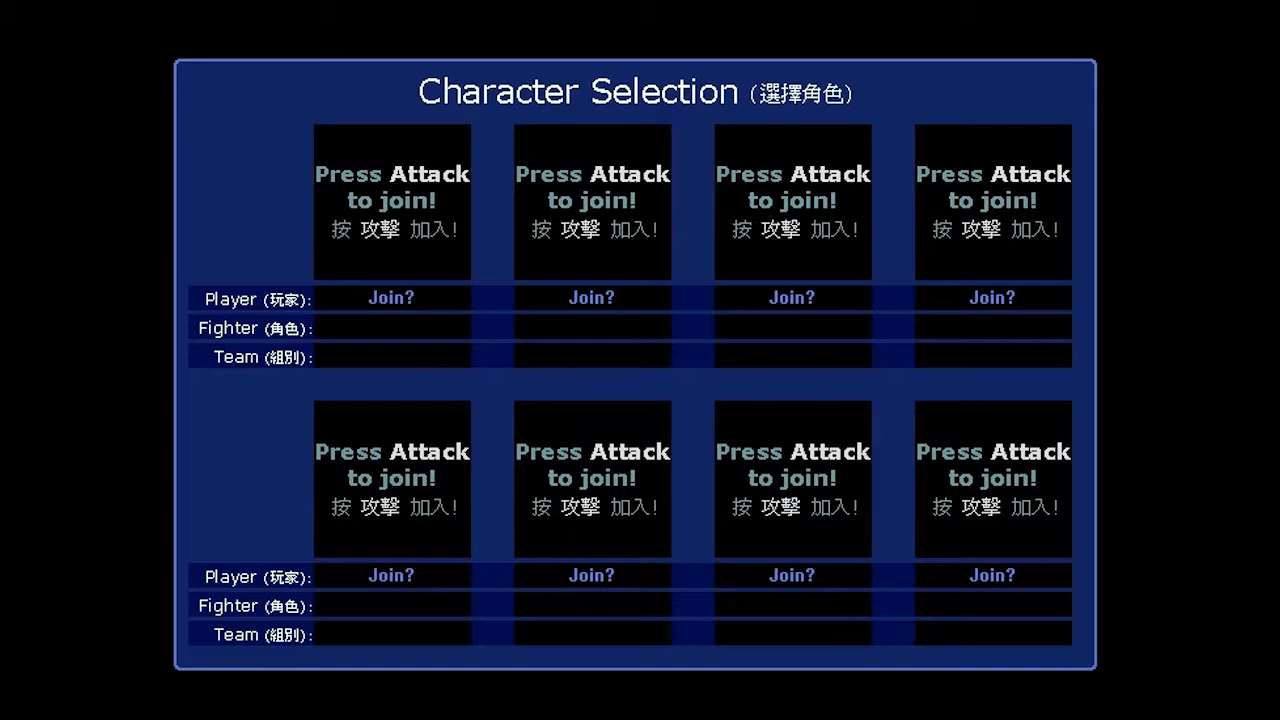 Character Selection (選擇角色)
Press Attack Press Attack Press Attack Press Attack
to join! to join! to join! to join!
按 攻擊 加入! 按 攻擊 加入! 按 攻擊 加入! 按 攻擊 加入!
Player (玩家): Join? Join? Join? Join?
Fighter (角色):
Team (組別):
Press Attack Press Attack Press Attack Press Attack
to join! to join! to join! to join!
按 攻擊 加入! 按 攻擊 加入! 按 攻擊 加入! 按 攻擊 加入!
Player (玩家): Join? Join? Join? Join?
Fighter (角色):
Team (組別):